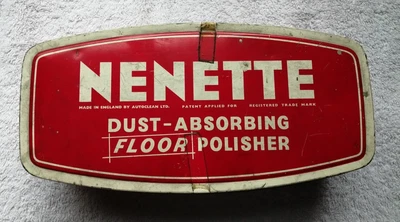 NENETTE
MADE IN ENGLAND BY AUTOCLEAN LTD. PATENT APPLIED FOR REGISTERED TRADE MARK
DUST-ABSORBING
FLOOR POLISHER